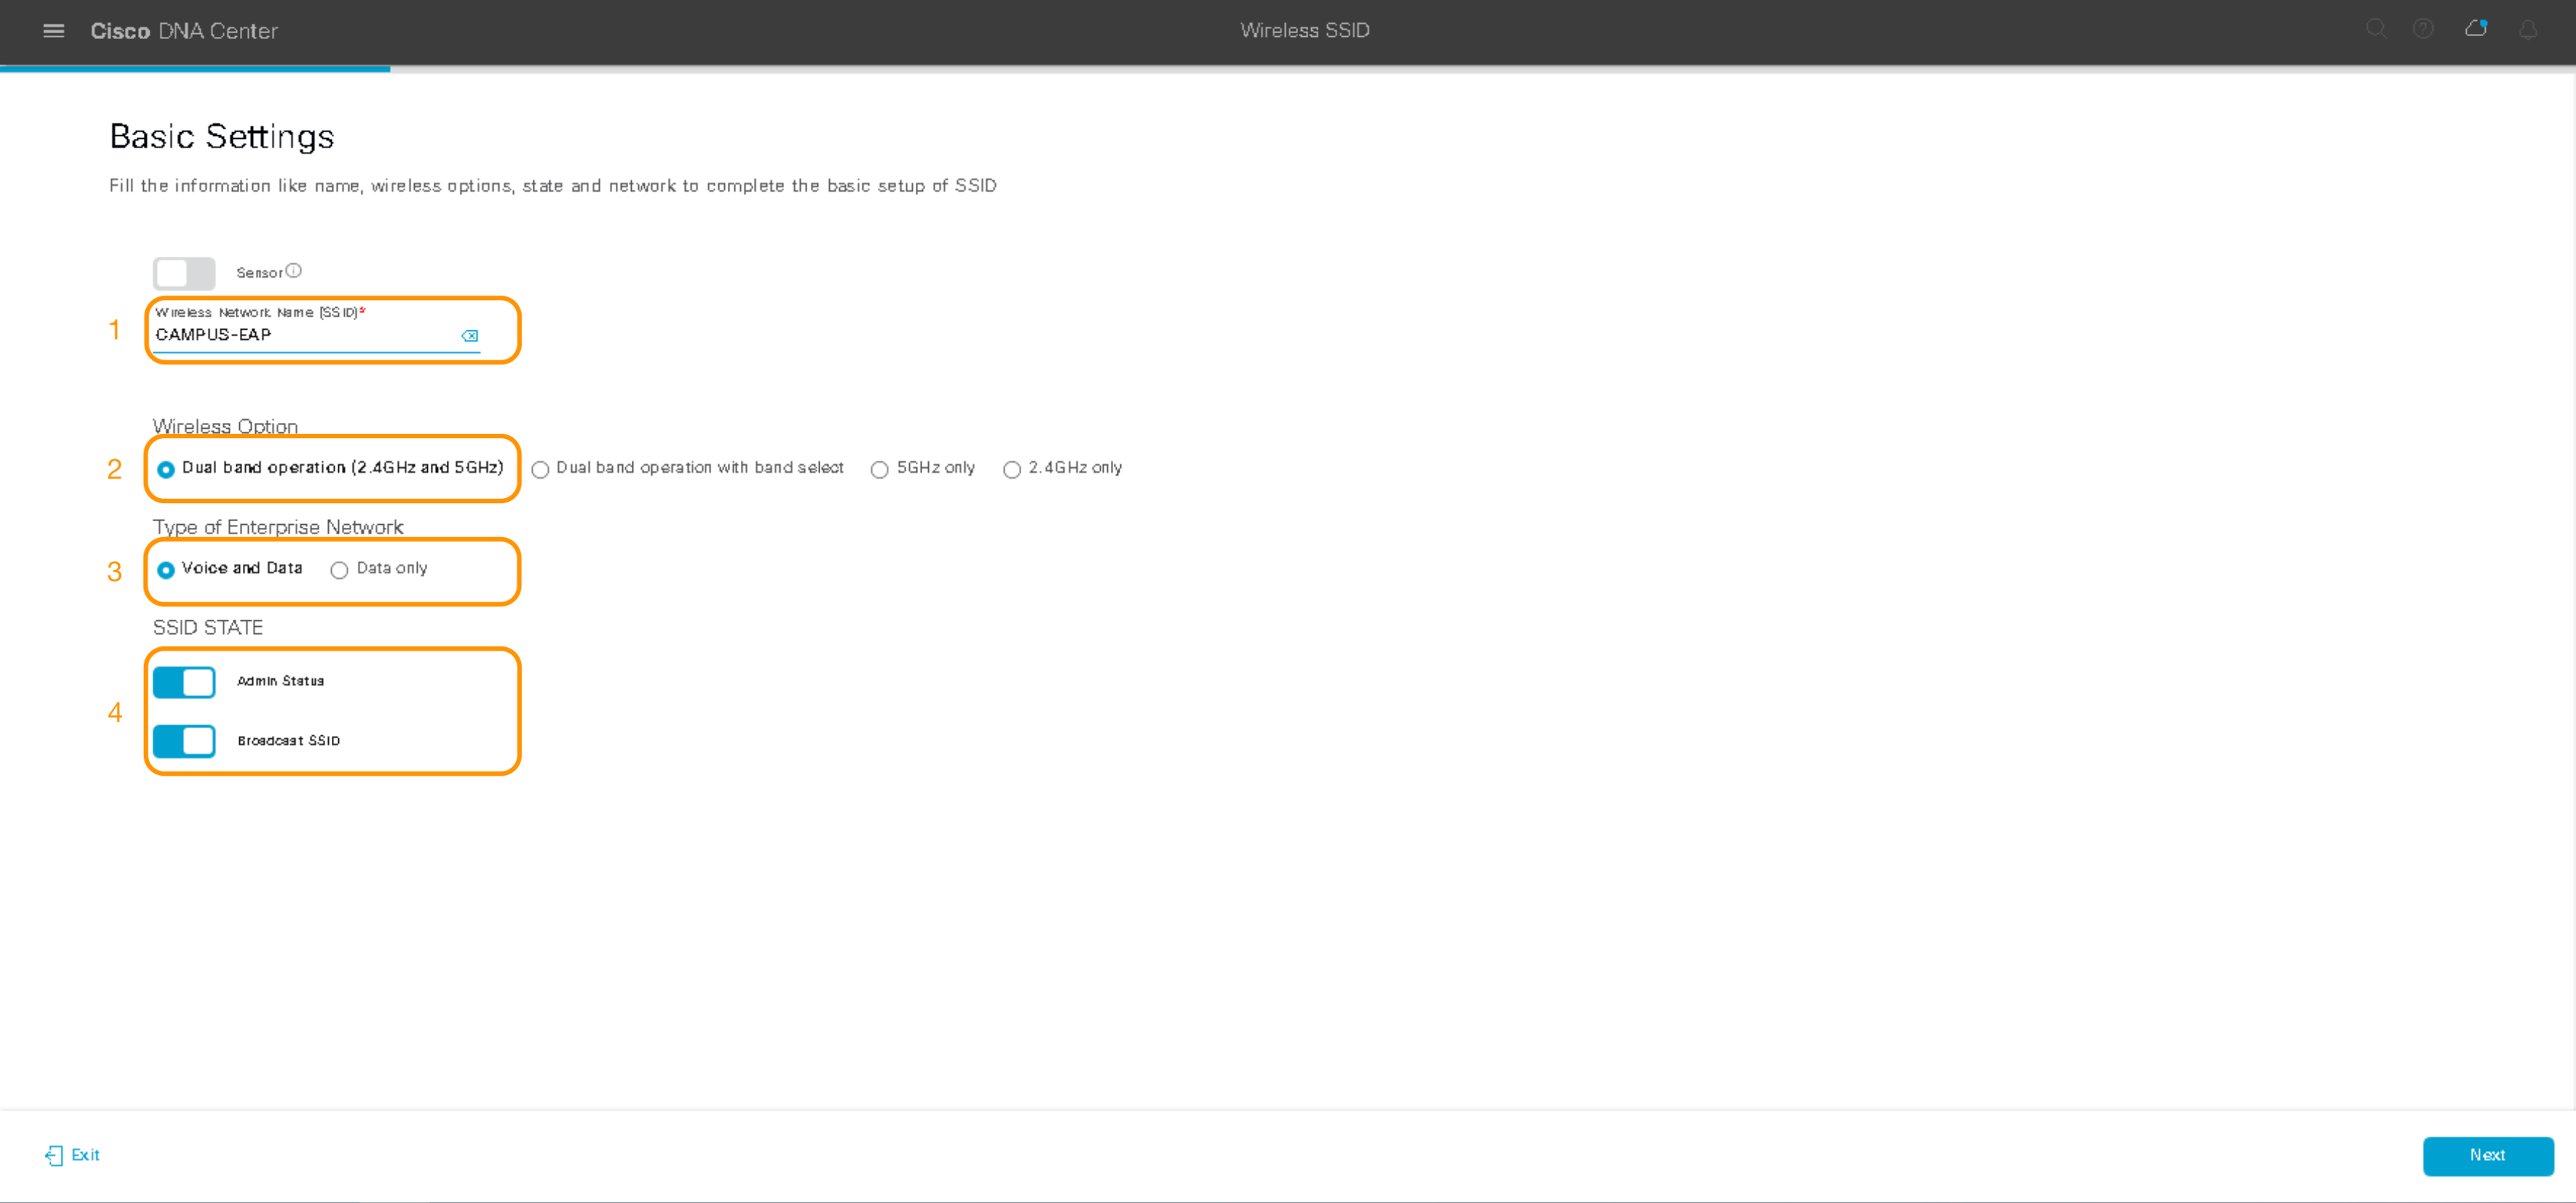 Cisco DNA Center
Wireless SSID
Basic Settings
Fill the information like name, wireless options, state and network to complete the basic setup of SSID
Sensor
1
Wireless Network Name (SSID)*
CAMPUS-EAP
Wireless Option
2
Dual band operation (2.4GHz and 5GHz) Dual band operation with band select 5GHz only 2.4GHz only
Type of Enterprise Network
3
Voice and Data Data only
SSID STATE
Admin Status
4
Broadcast SSID
Exit
Next